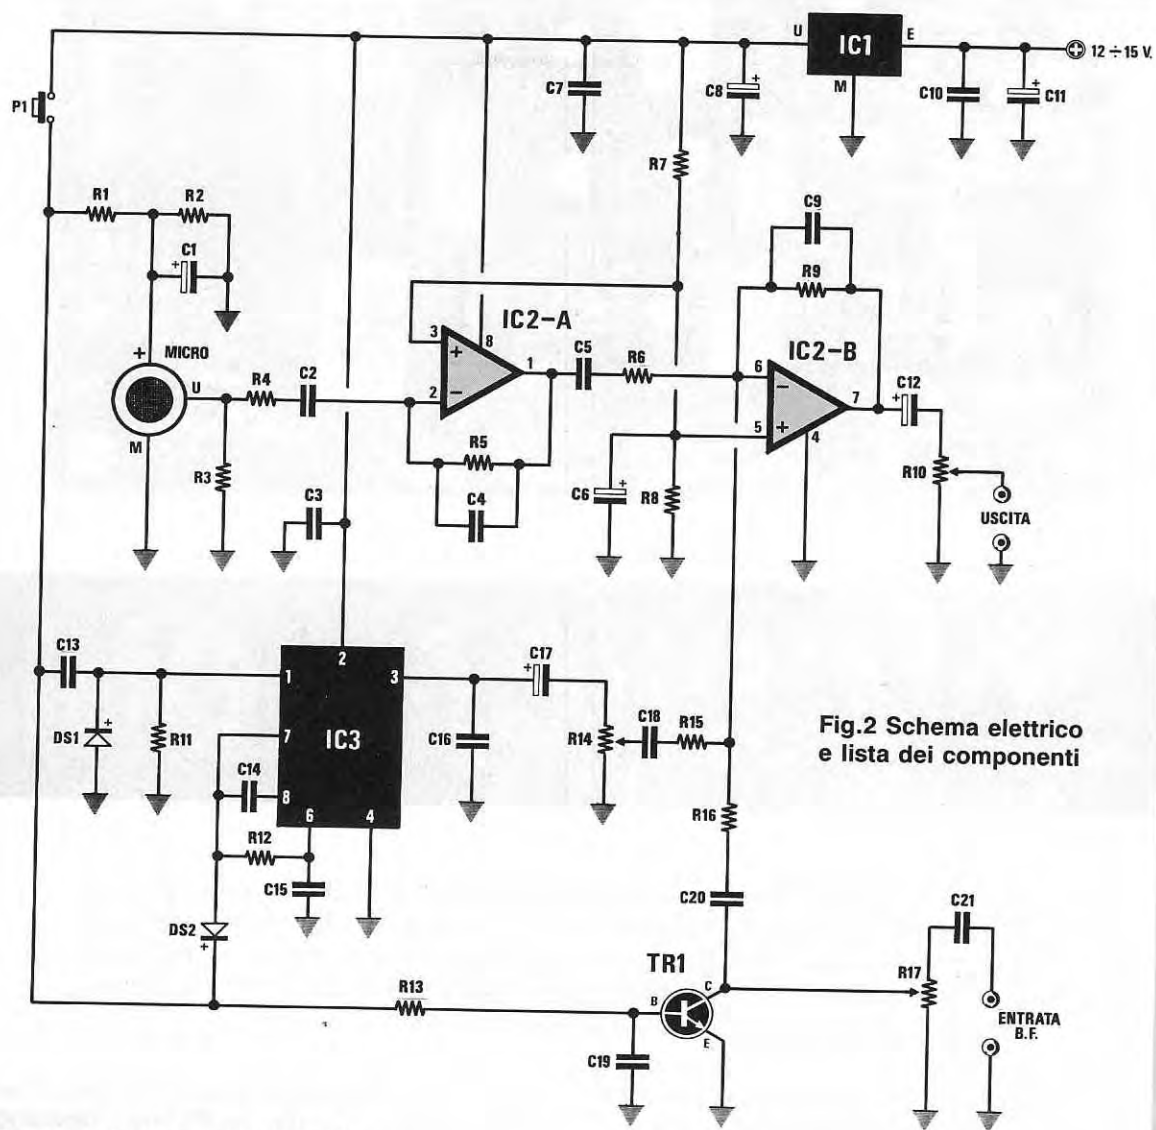 U
IC1
E
12 ÷ 15 V.
M
C7
C8
+
C10
+
C11
P1
R7
R1
R2
C9
+
C1
R9
IC2-A
+
MICRO
3
+
8
1
C5
R6
IC2-B
2
−
6
−
7
C12
+
U
R4
C2
5
+
4
M
R5
R3
C4
C6
+
R8
R10
C3
USCITA
C13
2
C17
+
1
3
DS1
+
R11
7
IC3
C16
R14
C18
R15
C14
8
6
4
R12
C15
R16
Fig.2 Schema elettrico
e lista dei componenti
DS2
+
C20
C21
R13
TR1
C
R17
B
E
C19
ENTRATA
B.F.